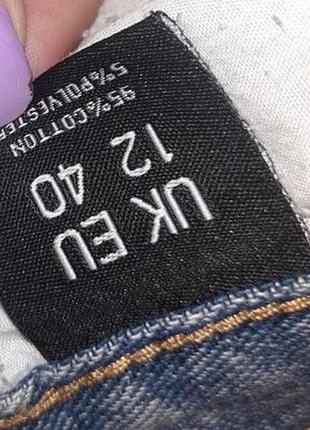 95% COTTON
5% POLYESTER
UK EU
12 40